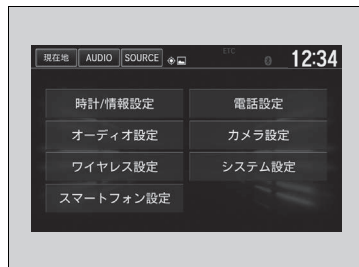 現在地 AUDIO SOURCE ETC 12:34
時計/情報設定 電話設定
オーディオ設定 カメラ設定
ワイヤレス設定 システム設定
スマートフォン設定